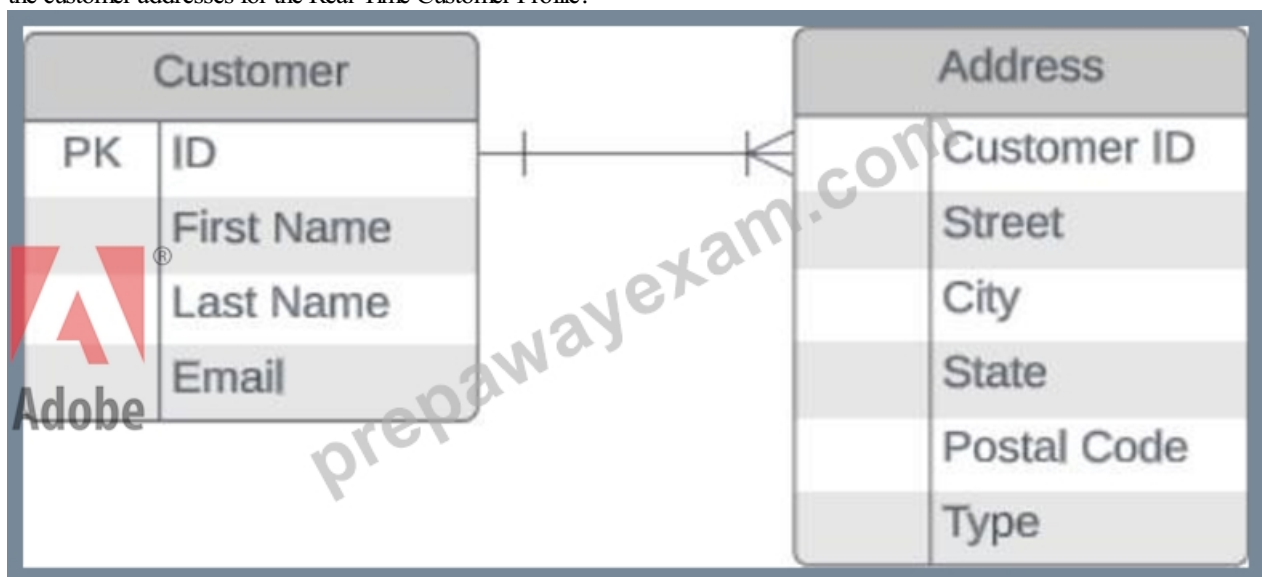 the customer addresses for the Real-Time Customer Profile?
Customer
PK ID
First Name
Last Name
Email
Address
Customer ID
Street
City
State
Postal Code
Type
®
Adobe
prepawayexam.com